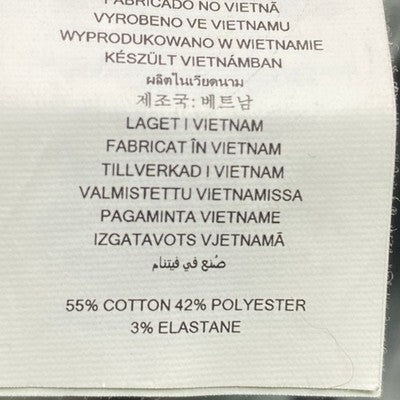 FABRICADO NO VIETNÃ
VYROBENO VE VIETNAMU
WYPRODUKOWANO W WIETNAMIE
KÉSZÜLT VIETNÁMBAN
ผลิตในเวียดนาม
제조국: 베트남
LAGET I VIETNAM
FABRICAT ÎN VIETNAM
TILLVERKAD I VIETNAM
VALMISTETTU VIETNAMISSA
PAGAMINTA VIETNAME
IZGATAVOTS VJETNAMĀ
صُنع في فيتنام
55% COTTON 42% POLYESTER
3% ELASTANE